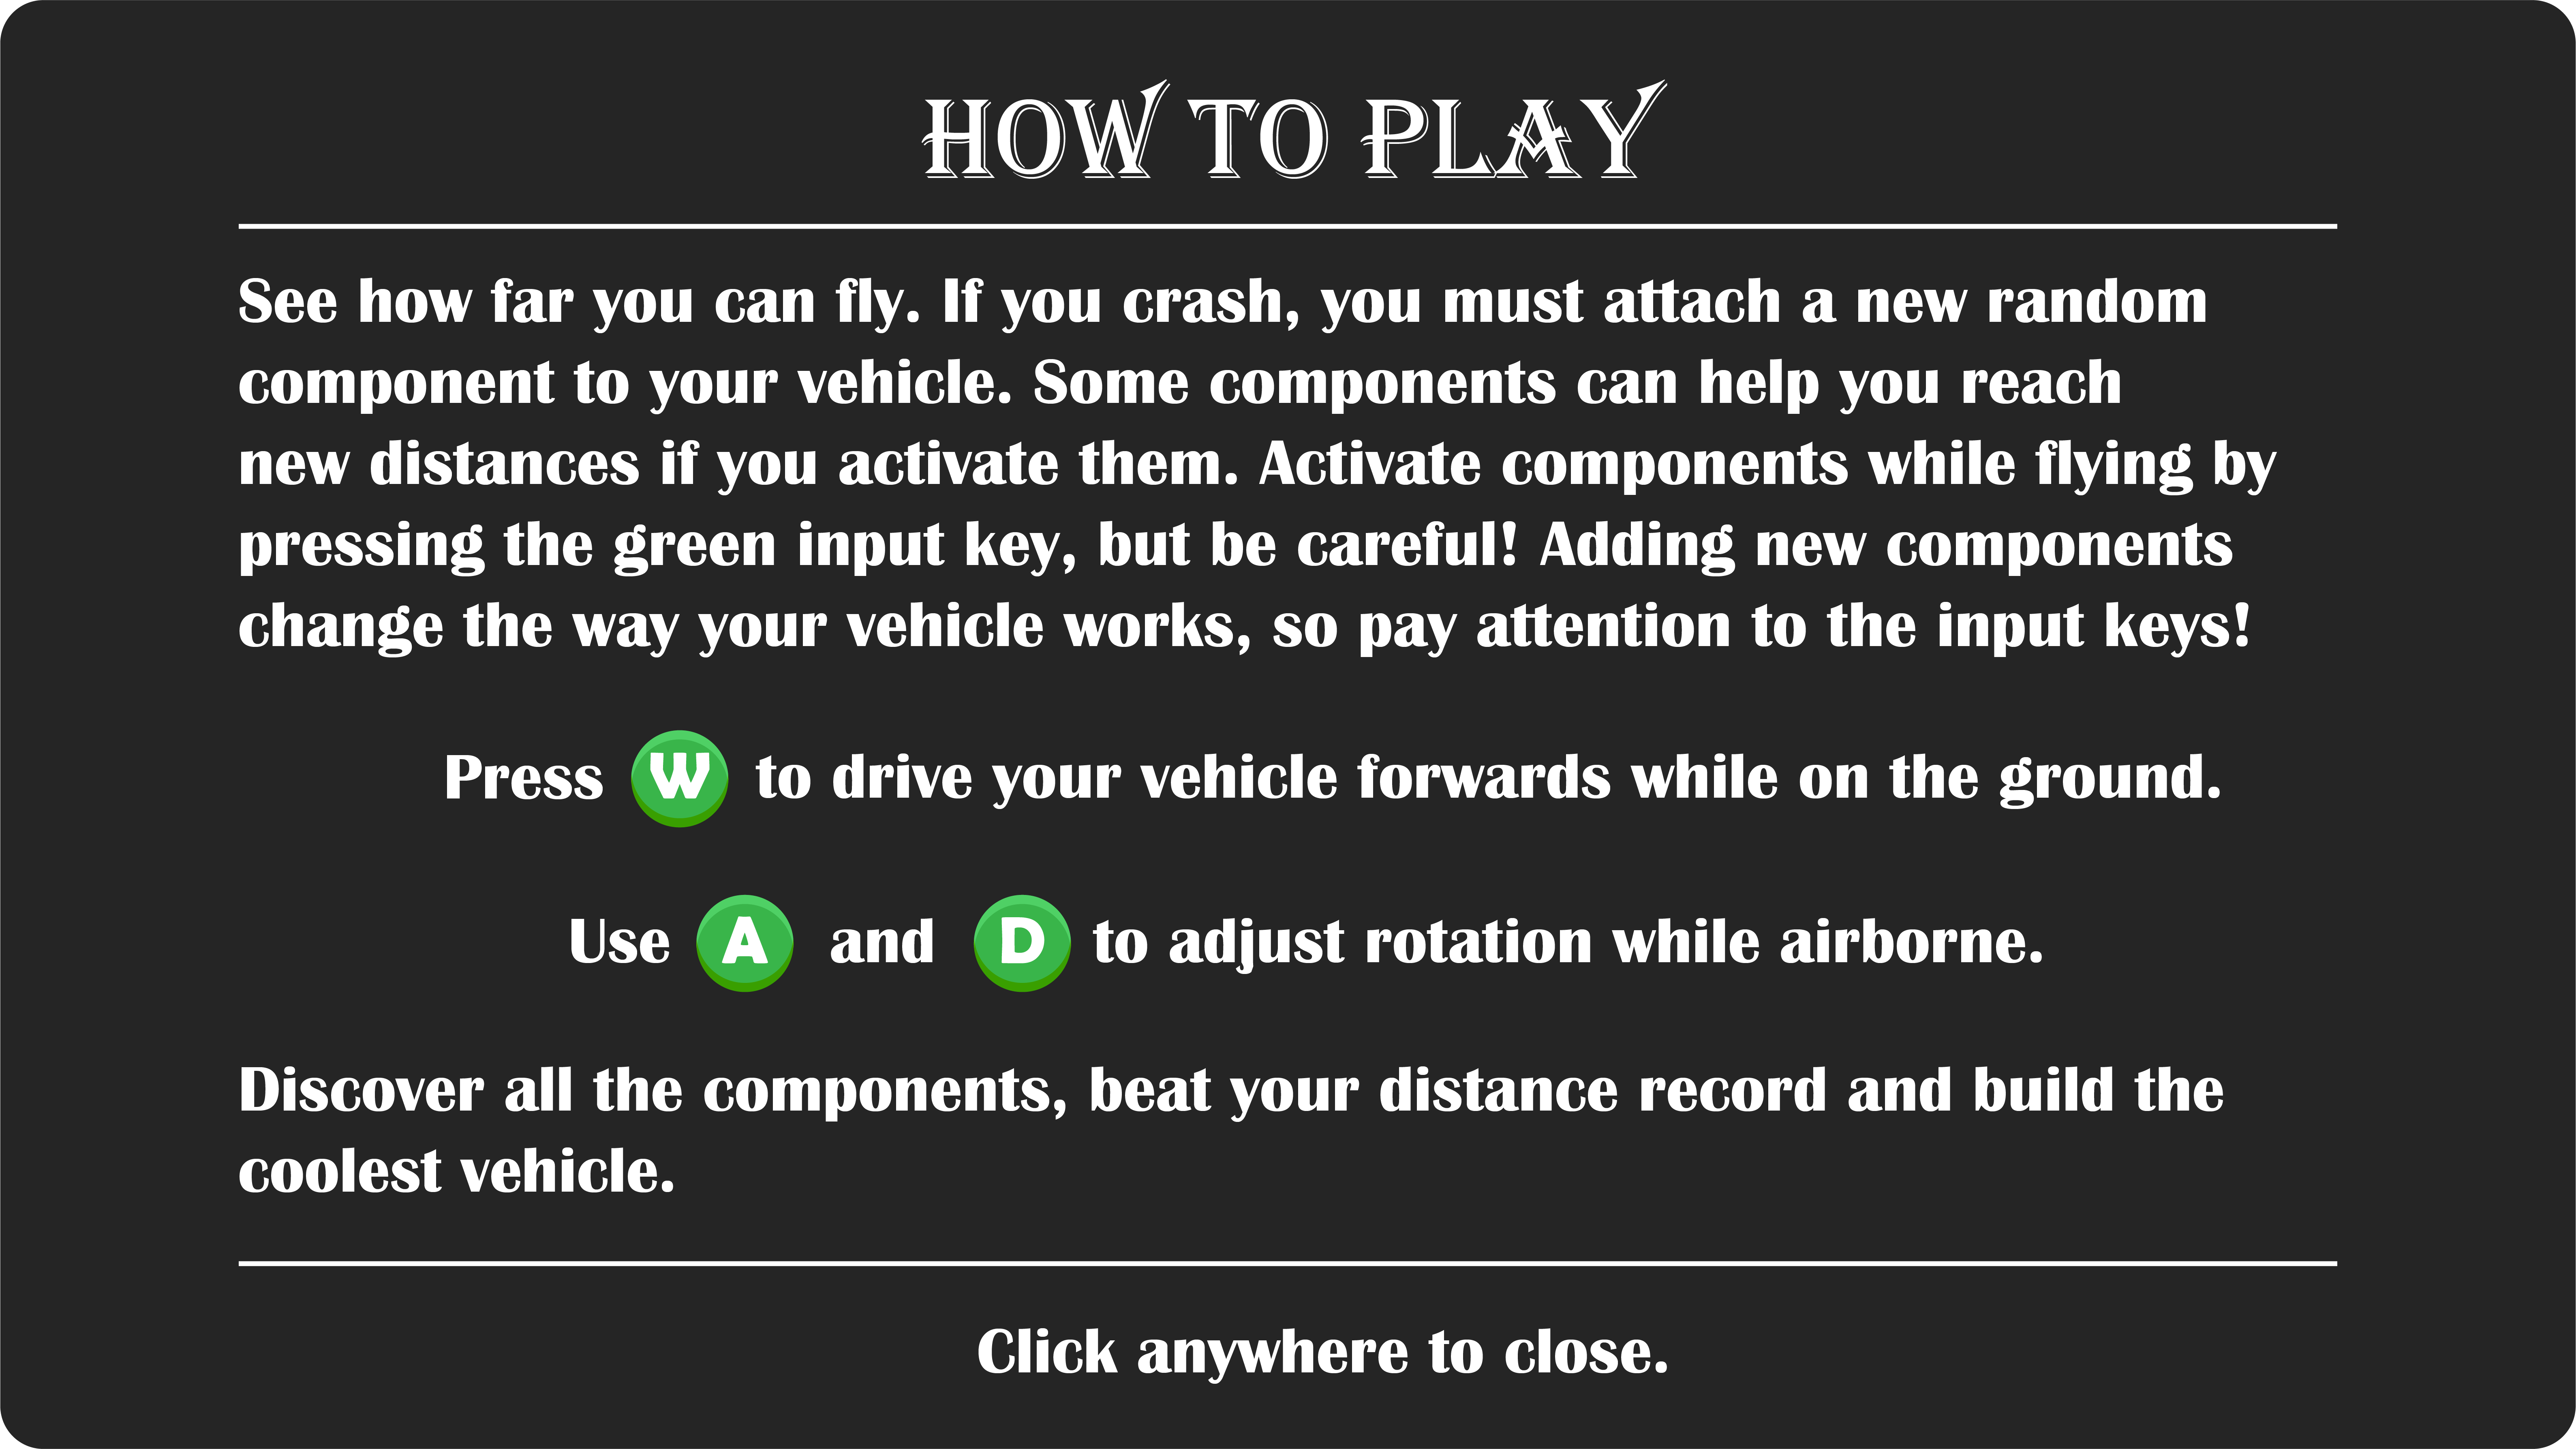 HOW TO PLAY
See how far you can fly. If you crash, you must attach a new random
component to your vehicle. Some components can help you reach
new distances if you activate them. Activate components while flying by
pressing the green input key, but be careful! Adding new components
change the way your vehicle works, so pay attention to the input keys!
Press W to drive your vehicle forwards while on the ground.
Use A and D to adjust rotation while airborne.
Discover all the components, beat your distance record and build the
coolest vehicle.
Click anywhere to close.